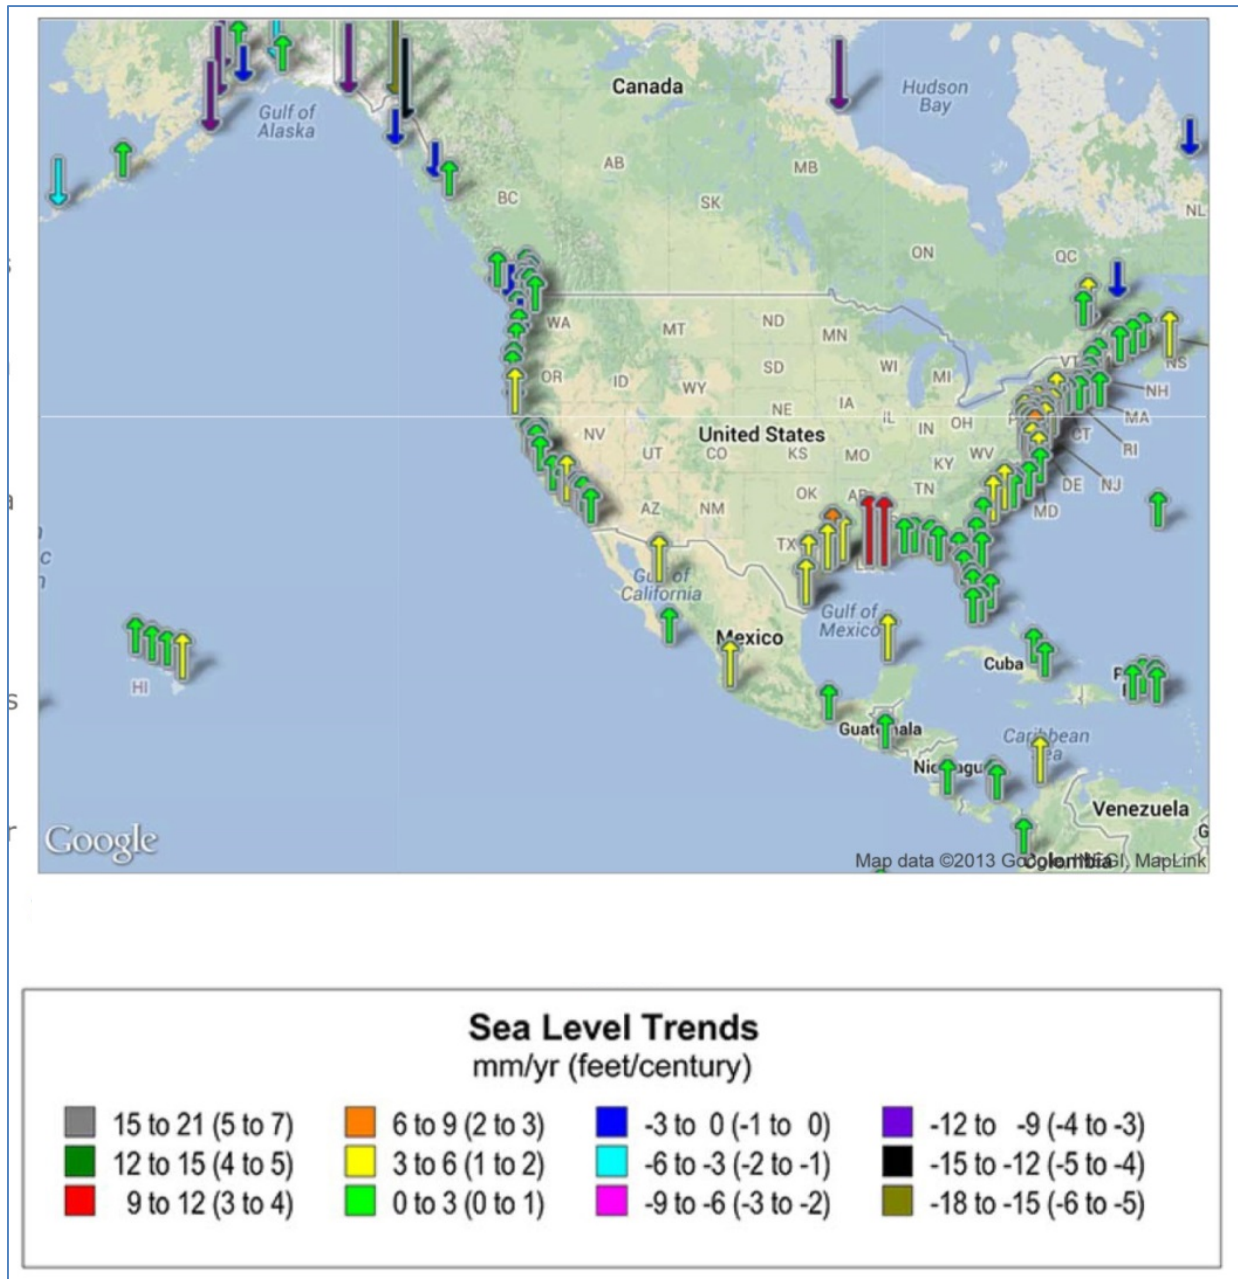 Canada
Hudson
Bay
Gulf of
Alaska
AB
MB
BC
SK
NL
ON
QC
WA
MT
ND
MN
VT
NS
OR
ID
WY
SD
WI
MI
NH
NE
IA
MA
NV
United States
IL
IN
OH
CT
RI
UT
CO
KS
MO
KY
WV
AZ
NM
OK
TN
DE
NJ
MD
TX
Gulf of
California
Gulf of
Mexico
Mexico
Cuba
HI
Guatemala
Caribbean
Sea
Venezuela
Google
Colombia
Map data ©2013 Google, INEGI, MapLink
Sea Level Trends
mm/yr (feet/century)
15 to 21 (5 to 7) 6 to 9 (2 to 3) -3 to 0 (-1 to 0) -12 to -9 (-4 to -3)
12 to 15 (4 to 5) 3 to 6 (1 to 2) -6 to -3 (-2 to -1) -15 to -12 (-5 to -4)
9 to 12 (3 to 4) 0 to 3 (0 to 1) -9 to -6 (-3 to -2) -18 to -15 (-6 to -5)